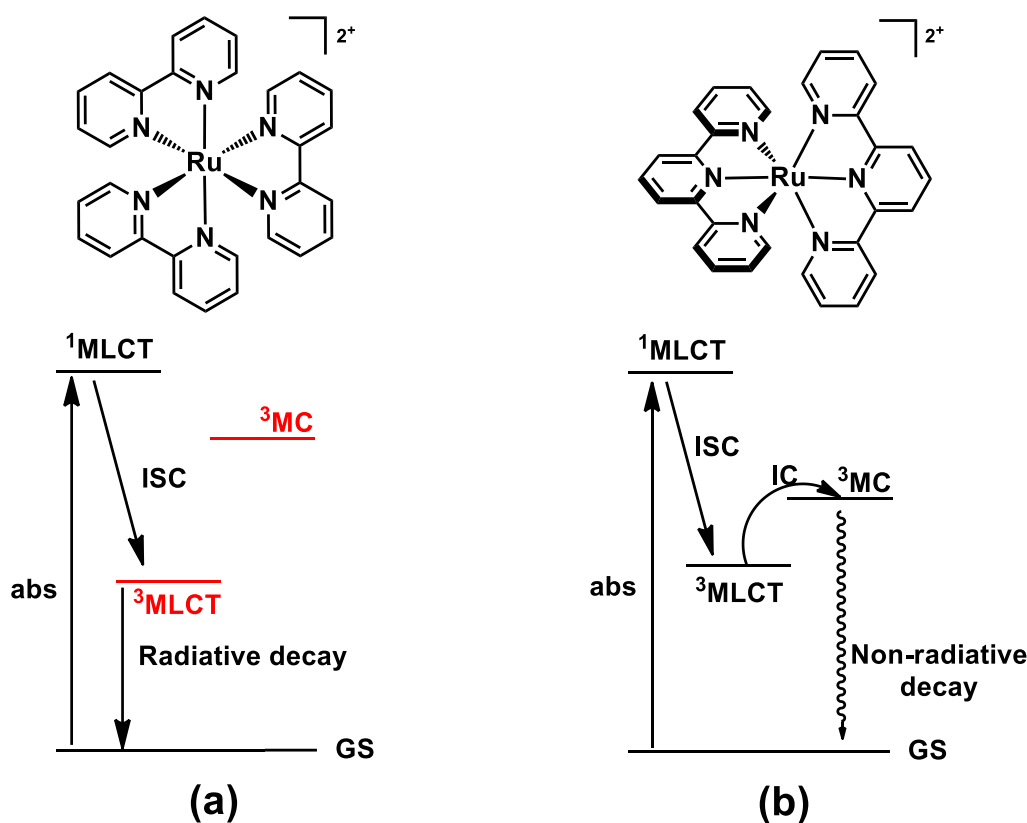 2+
N
N
N
Ru
N
N
N
2+
N
N
N
Ru
N
N
N
¹MLCT
³MC
ISC
abs
³MLCT
Radiative decay
GS
(a)
¹MLCT
ISC
IC
³MC
abs
³MLCT
Non-radiative
decay
GS
(b)